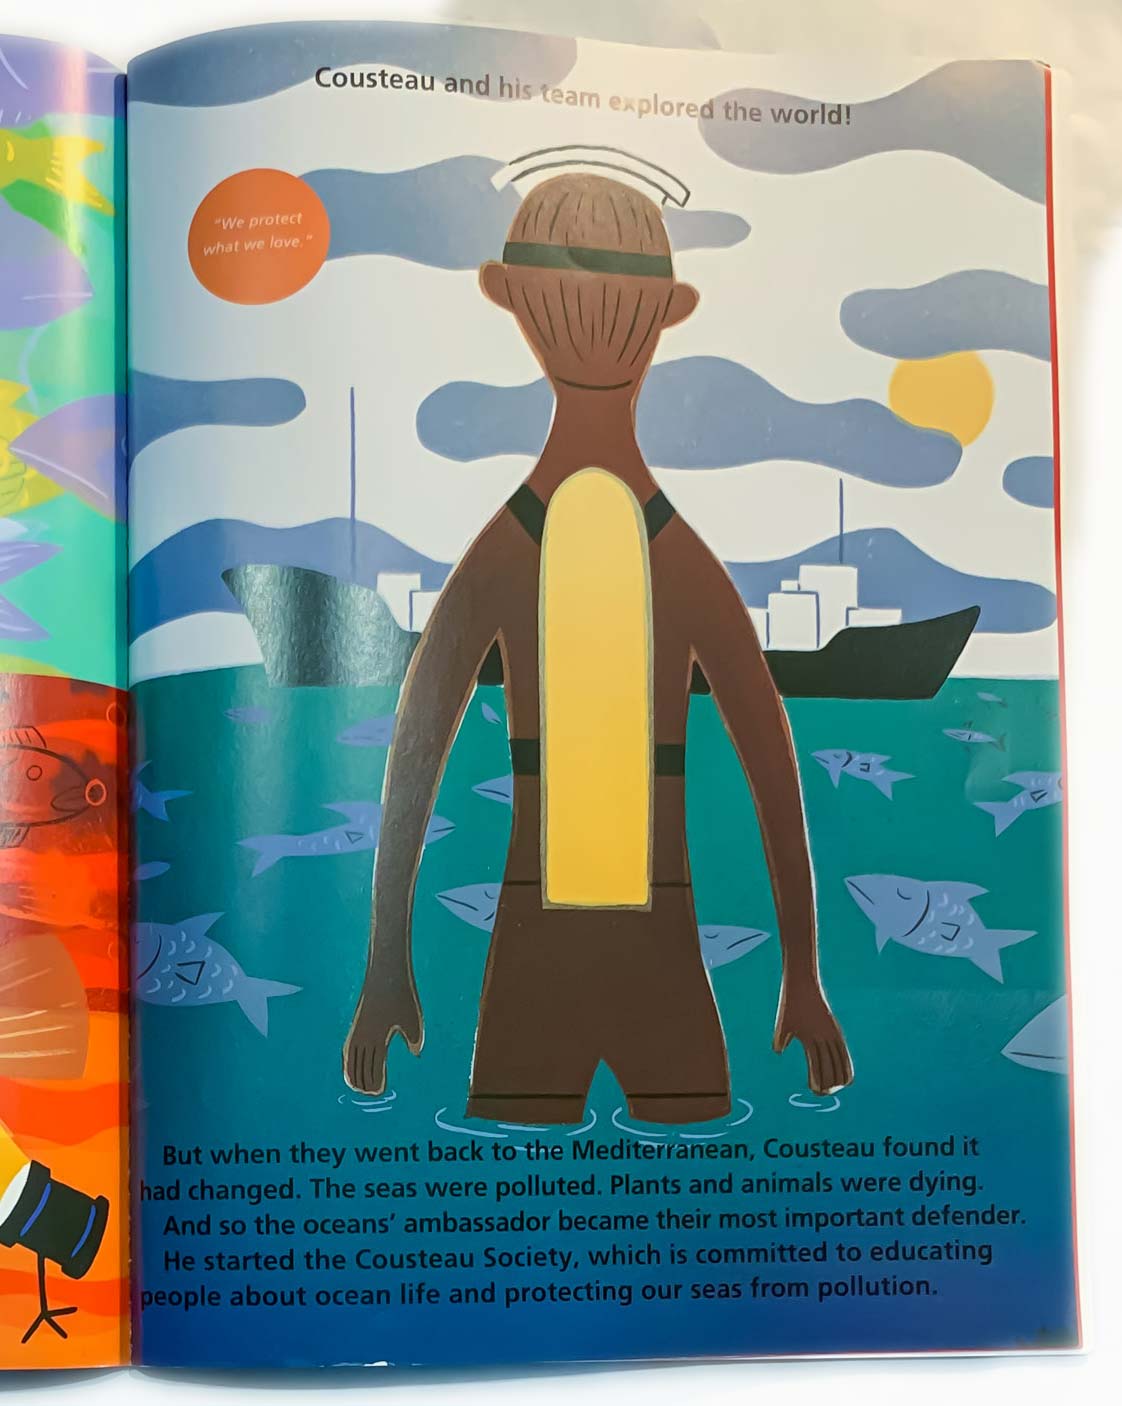 Cousteau and his team explored the world!
"We protect
what we love."
But when they went back to the Mediterranean, Cousteau found it
had changed. The seas were polluted. Plants and animals were dying.
And so the oceans' ambassador became their most important defender.
He started the Cousteau Society, which is committed to educating
people about ocean life and protecting our seas from pollution.